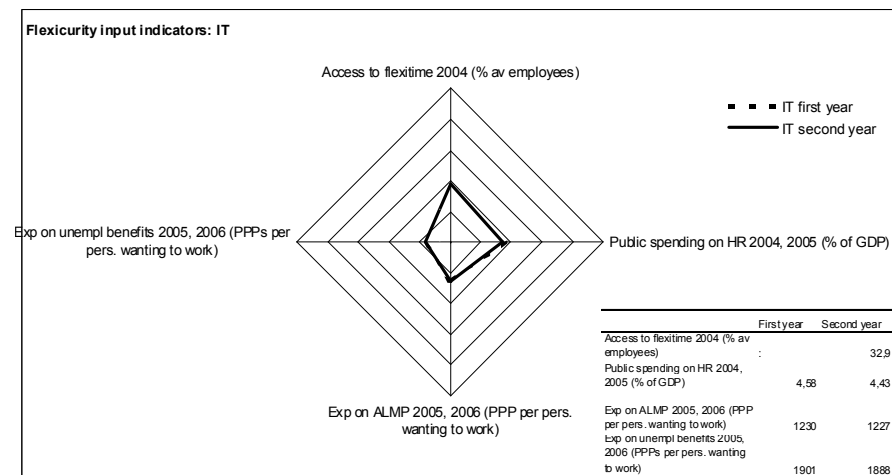 Flexicurity input indicators: IT
Access to flexitime 2004 (% av employees)
IT first year
IT second year
Exp on unempl benefits 2005, 2006 (PPPs per
pers. wanting to work)
Public spending on HR 2004, 2005 (% of GDP)
Exp on ALMP 2005, 2006 (PPP per pers.
wanting to work)
First year Second year
Access to flexitime 2004 (% av
employees) : 32,9
Public spending on HR 2004,
2005 (% of GDP) 4,58 4,43
Exp on ALMP 2005, 2006 (PPP
per pers. wanting to work) 1230 1227
Exp on unempl benefits 2005,
2006 (PPPs per pers. wanting
to work) 1901 1888